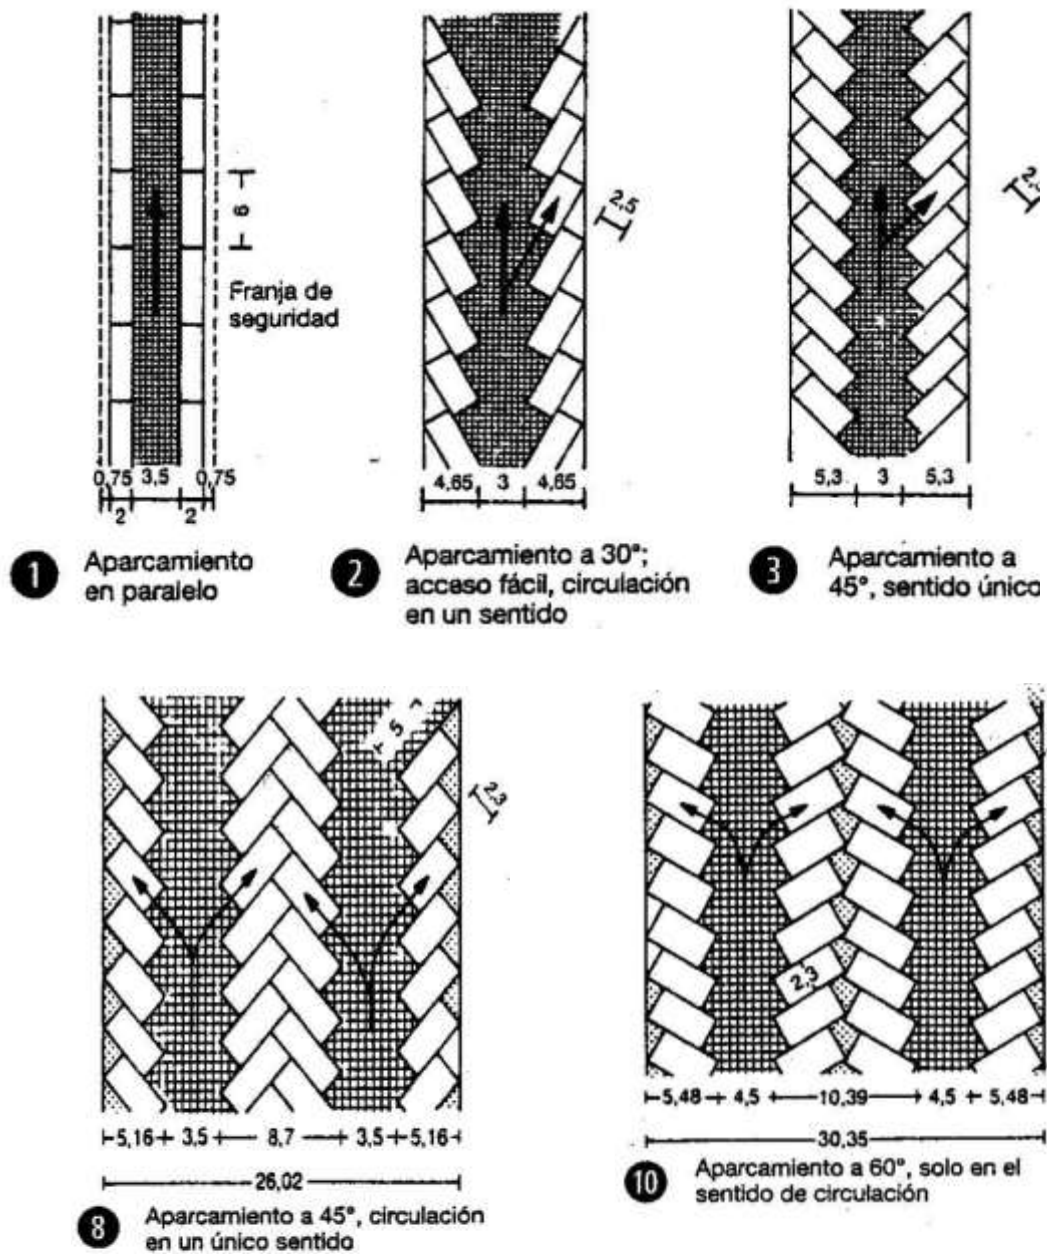 6
Franja de
seguridad
0,75 3,5 0,75
2 2
1 Aparcamiento
en paralelo
2,5
4,65 3 4,65
2 Aparcamiento a 30°;
acceso fácil, circulación
en un sentido
5,3 3 5,3
3 Aparcamiento a
45°, sentido único
5
2,3
5,16 3,5 8,7 3,5 5,16
26,02
8 Aparcamiento a 45°, circulación
en un único sentido
2,3
5,48 4,5 10,39 4,5 5,48
30,35
10 Aparcamiento a 60°, solo en el
sentido de circulación